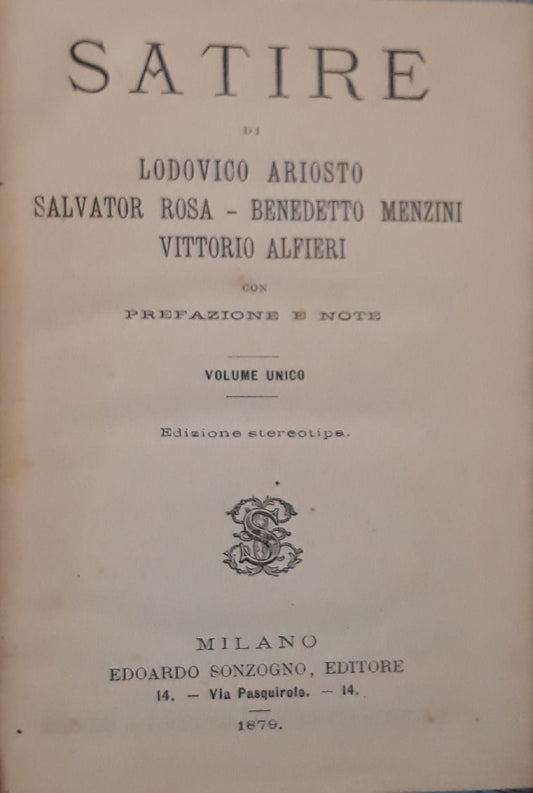 SATIRE
DI
LODOVICO ARIOSTO
SALVATOR ROSA – BENEDETTO MENZINI
VITTORIO ALFIERI
CON
PREFAZIONE E NOTE
VOLUME UNICO
Edizione stereotipa.
S
MILANO
EDOARDO SONZOGNO, EDITORE
14. — Via Pasquirolo. — 14.
1879.